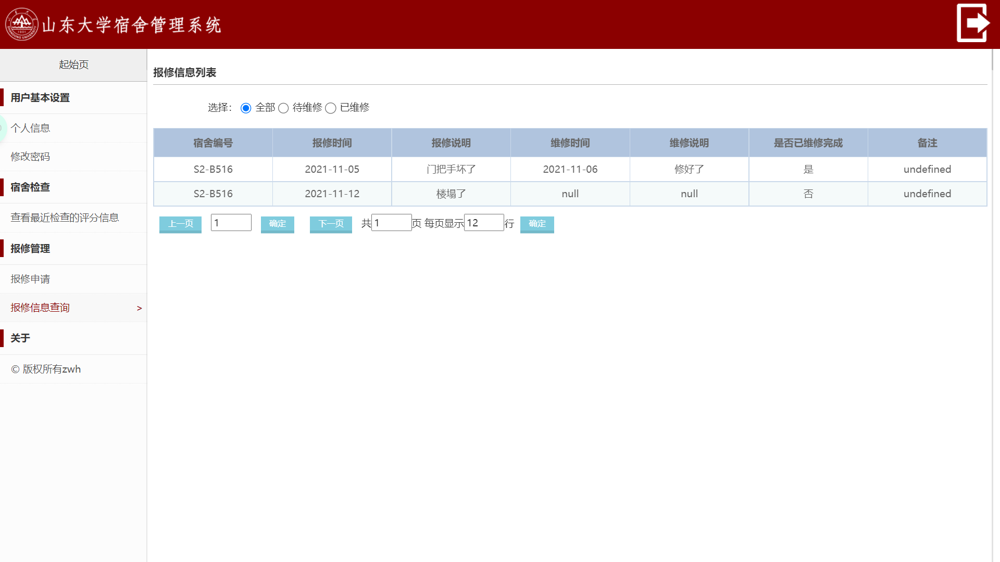 山东大学宿舍管理系统
起始页
用户基本设置
个人信息
修改密码
宿舍检查
查看最近检查的评分信息
报修管理
报修申请
报修信息查询 >
关于
© 版权所有zwh
报修信息列表
选择： 全部 待维修 已维修
宿舍编号 报修时间 报修说明 维修时间 维修说明 是否已维修完成 备注
S2-B516 2021-11-05 门把手坏了 2021-11-06 修好了 是 undefined
S2-B516 2021-11-12 楼塌了 null null 否 undefined
上一页 1 确定 下一页 共1页 每页显示12行 确定